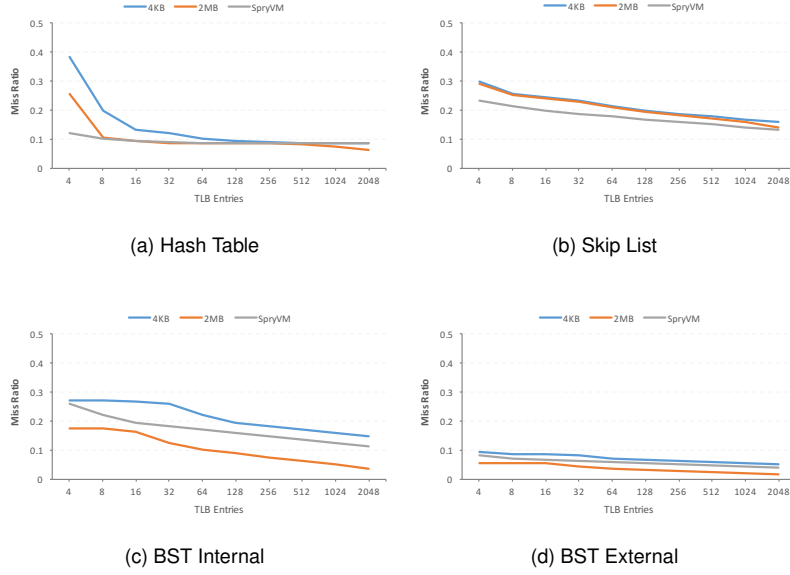 4KB 2MB SpryVM
0.5
0.4
0.3
0.2
0.1
0
Miss Ratio
4 8 16 32 64 128 256 512 1024 2048
TLB Entries
(a) Hash Table
4KB 2MB SpryVM
0.5
0.4
0.3
0.2
0.1
0
Miss Ratio
4 8 16 32 64 128 256 512 1024 2048
TLB Entries
(b) Skip List
4KB 2MB SpryVM
0.5
0.4
0.3
0.2
0.1
0
Miss Ratio
4 8 16 32 64 128 256 512 1024 2048
TLB Entries
(c) BST Internal
4KB 2MB SpryVM
0.5
0.4
0.3
0.2
0.1
0
Miss Ratio
4 8 16 32 64 128 256 512 1024 2048
TLB Entries
(d) BST External